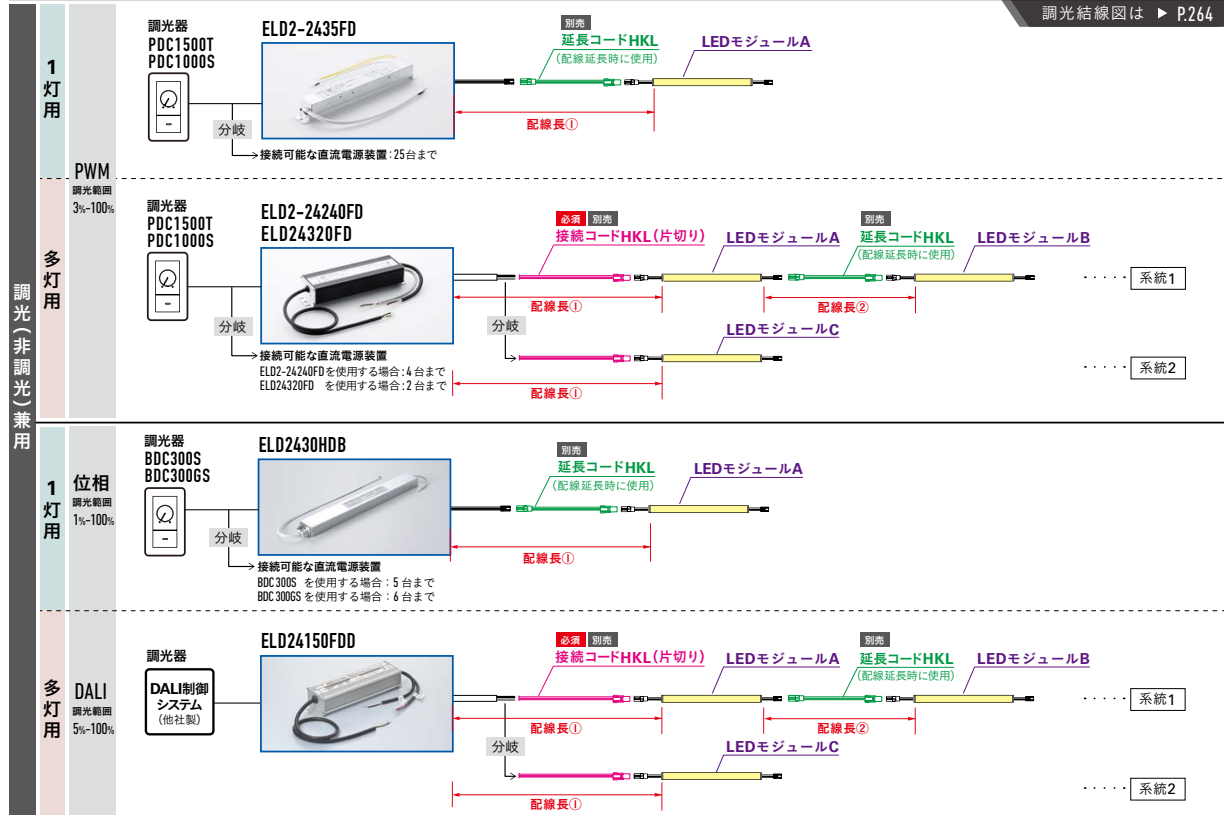 調光結線図は ▶ P.264
調光(非調光)兼用
1灯用
PWM
調光範囲
3%-100%
調光器
PDC1500T
PDC1000S
分岐
ELD2-2435FD
接続可能な直流電源装置:25台まで
別売
延長コードHKL
(配線延長時に使用)
LEDモジュールA
配線長①
多灯用
調光器
PDC1500T
PDC1000S
分岐
ELD2-24240FD
ELD24320FD
接続可能な直流電源装置
ELD2-24240FDを使用する場合:4台まで
ELD24320FD を使用する場合:2台まで
必須 別売
接続コードHKL(片切り)
LEDモジュールA
別売
延長コードHKL
(配線延長時に使用)
LEDモジュールB
・・・・・ 系統1
配線長①
配線長②
分岐
LEDモジュールC
・・・・・ 系統2
配線長①
1灯用
位相
調光範囲
1%-100%
調光器
BDC300S
BDC300GS
分岐
ELD2430HDB
接続可能な直流電源装置
BDC300S を使用する場合:5台まで
BDC300GSを使用する場合:6台まで
別売
延長コードHKL
(配線延長時に使用)
LEDモジュールA
配線長①
多灯用
DALI
調光範囲
5%-100%
調光器
DALI制御
システム
(他社製)
ELD24150FDD
必須 別売
接続コードHKL(片切り)
LEDモジュールA
別売
延長コードHKL
(配線延長時に使用)
LEDモジュールB
・・・・・ 系統1
配線長①
配線長②
分岐
LEDモジュールC
・・・・・ 系統2
配線長①